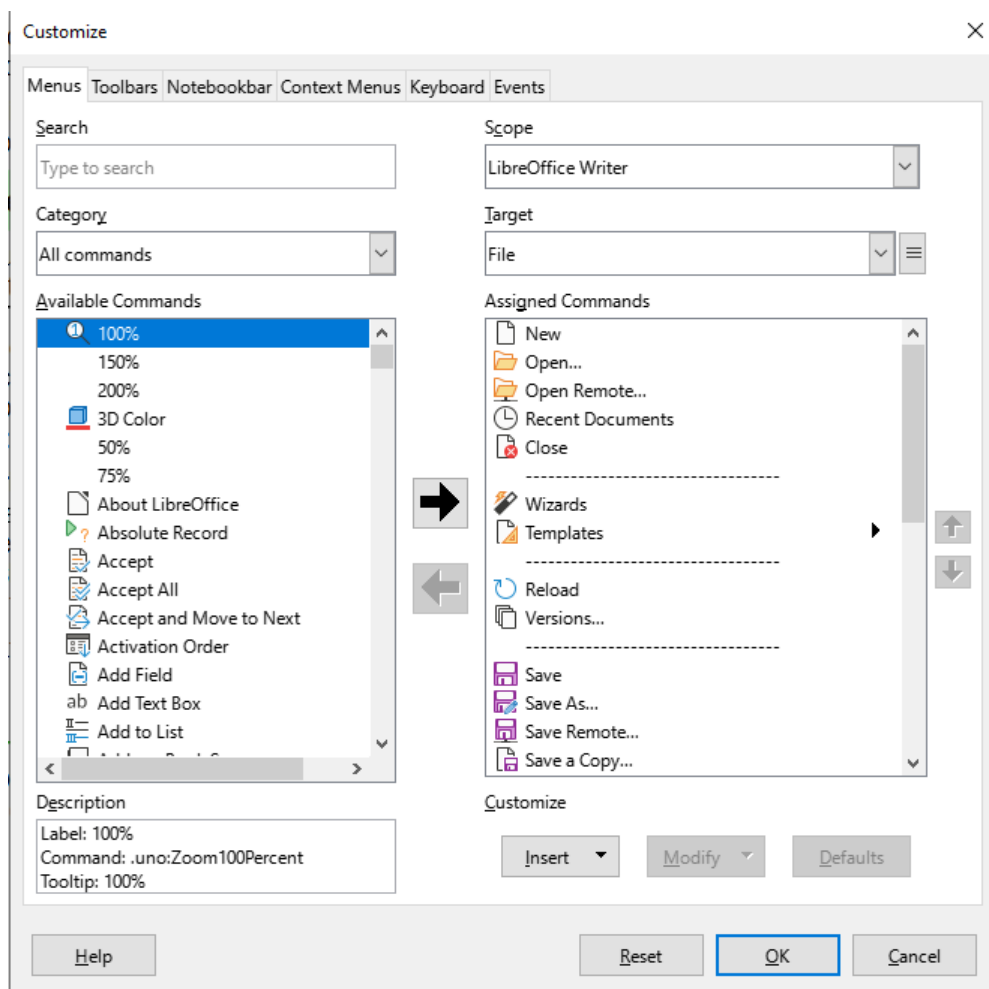 Customize
Menus Toolbars Notebookbar Context Menus Keyboard Events
Search
Type to search
Category
All commands
Available Commands
100%
150%
200%
3D Color
50%
75%
About LibreOffice
Absolute Record
Accept
Accept All
Accept and Move to Next
Activation Order
Add Field
ab Add Text Box
Add to List
Description
Label: 100%
Command: .uno:Zoom100Percent
Tooltip: 100%
Scope
LibreOffice Writer
Target
File
Assigned Commands
New
Open...
Open Remote...
Recent Documents
Close
----------------------------------
Wizards
Templates
----------------------------------
Reload
Versions...
----------------------------------
Save
Save As...
Save Remote...
Save a Copy...
Customize
Insert Modify Defaults
Help Reset OK Cancel